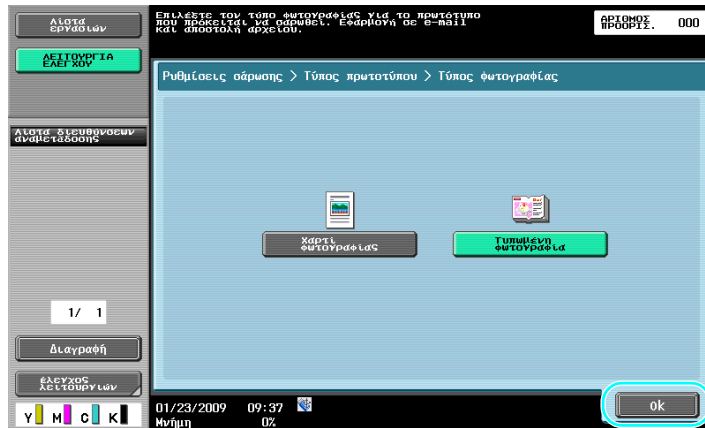 Λίστα
εργασιών
Επιλέξτε τον τύπο φωτογραφίας για το πρωτότυπο
που πρόκειται να σαρωθεί. Εφαρμογή σε e-mail
και αποστολή αρχείου.
ΑΡΙΘΜΟΣ
ΠΡΟΟΡΙΣ.
000
ΛΕΙΤΟΥΡΓΙΑ
ΕΛΕΓΧΟΥ
Ρυθμίσεις σάρωσης > Τύπος πρωτοτύπου > Τύπος φωτογραφίας
Λίστα διευθύνσεων
αναμετάδοσης
Χαρτί
φωτογραφίας
Τυπωμένη
φωτογραφία
1/ 1
Διαγραφή
Έλεγχος
λειτουργιών
Y M C K
01/23/2009 09:37
Μνήμη 0%
Ok